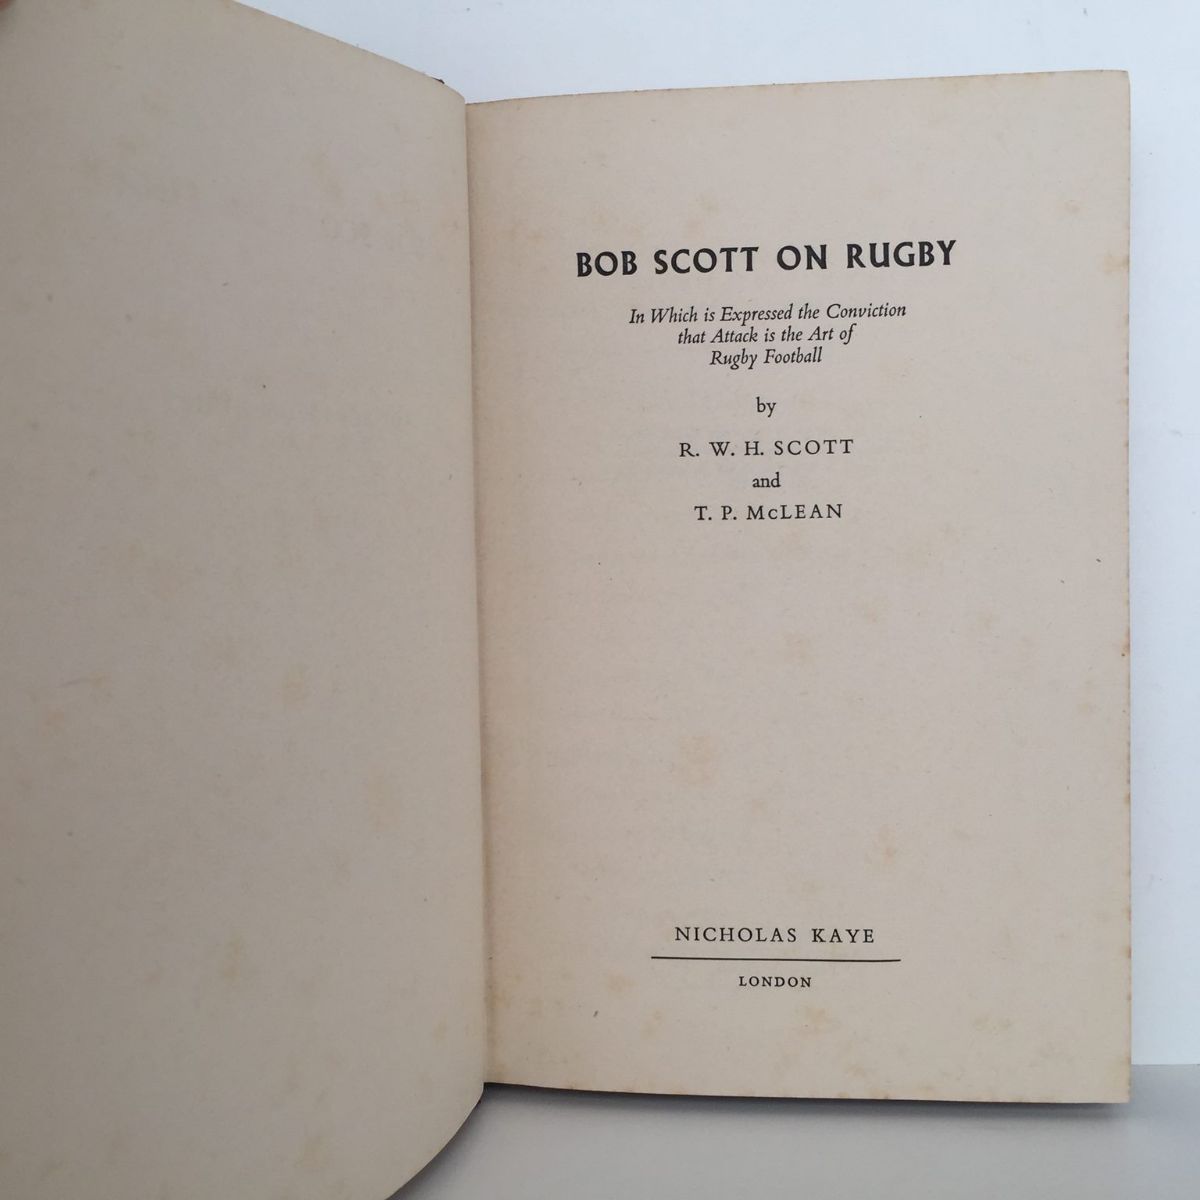 BOB SCOTT ON RUGBY
In Which is Expressed the Conviction
that Attack is the Art of
Rugby Football
by
R. W. H. SCOTT
and
T. P. McLEAN
NICHOLAS KAYE
LONDON